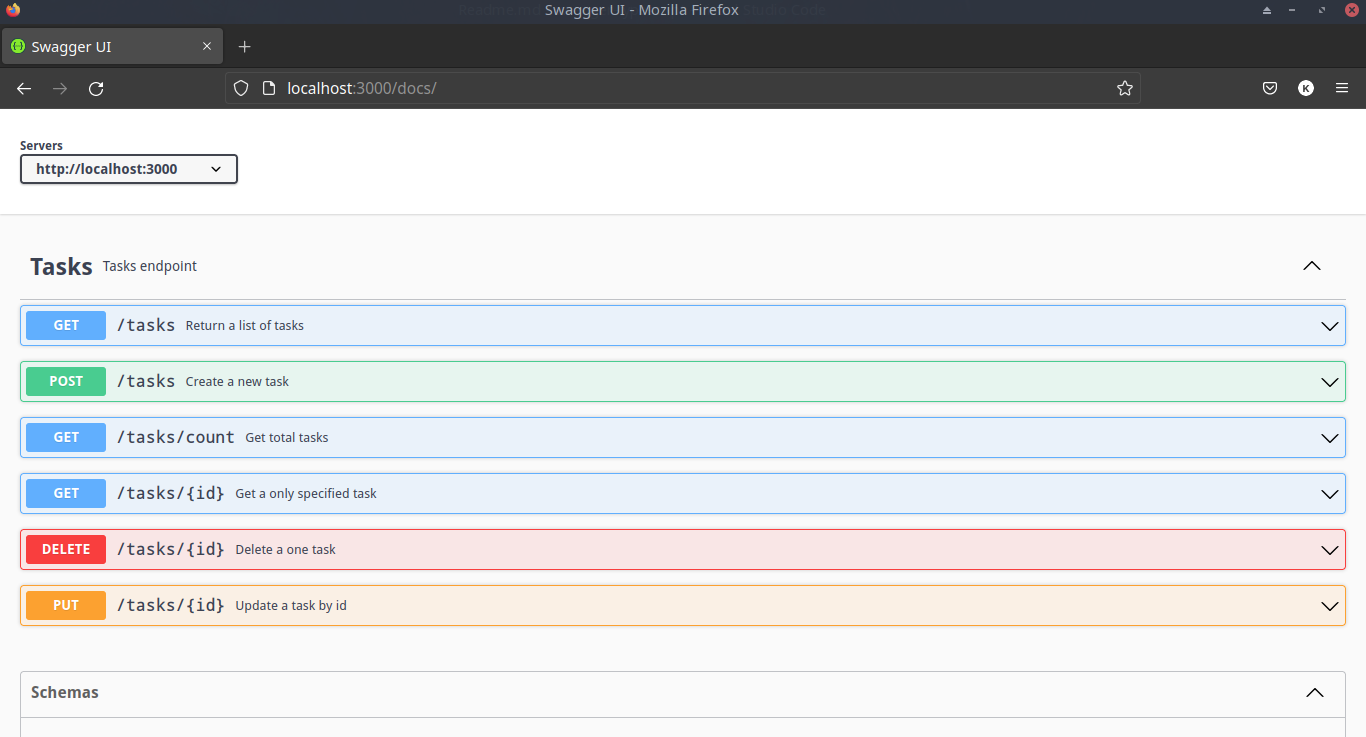 Swagger UI - Mozilla Firefox
Swagger UI
localhost:3000/docs/
K
Servers
http://localhost:3000
Tasks Tasks endpoint
GET /tasks Return a list of tasks
POST /tasks Create a new task
GET /tasks/count Get total tasks
GET /tasks/{id} Get a only specified task
DELETE /tasks/{id} Delete a one task
PUT /tasks/{id} Update a task by id
Schemas